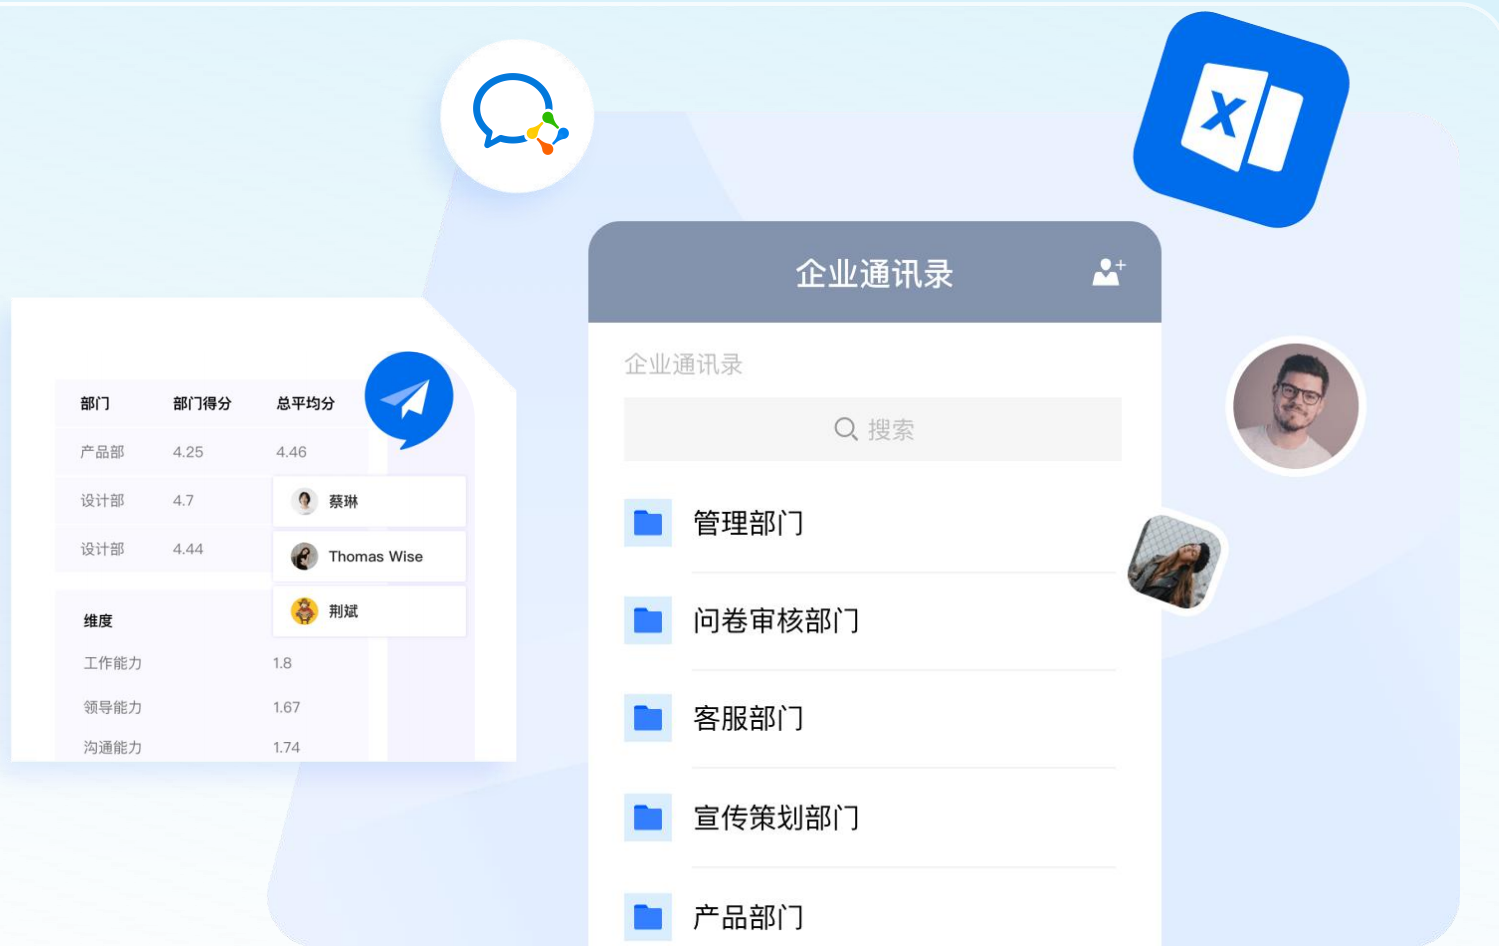 企业通讯录
企业通讯录
搜索
管理部门
问卷审核部门
客服部门
宣传策划部门
产品部门
部门 部门得分 总平均分
产品部 4.25 4.46
设计部 4.7
蔡琳
设计部 4.44
Thomas Wise
荆斌
维度
工作能力 1.8
领导能力 1.67
沟通能力 1.74
X